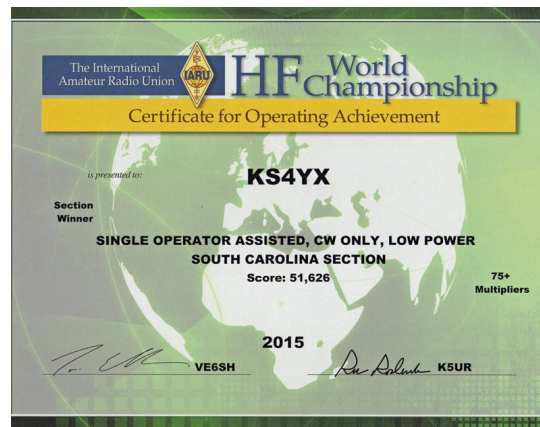 The International
Amateur Radio Union
IARU
HF World
Championship
Certificate for Operating Achievement
is presented to:
KS4YX
Section
Winner
SINGLE OPERATOR ASSISTED, CW ONLY, LOW POWER
SOUTH CAROLINA SECTION
Score: 51,626
75+
Multipliers
2015
VE6SH
K5UR